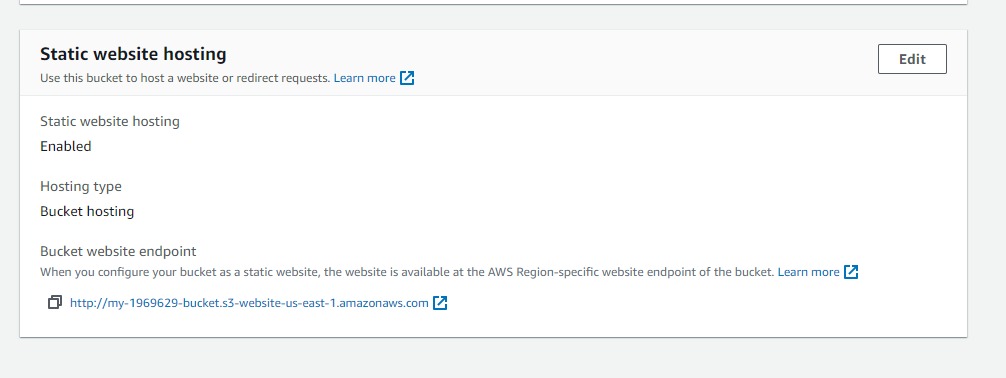 Static website hosting
Edit
Use this bucket to host a website or redirect requests. Learn more
Static website hosting
Enabled
Hosting type
Bucket hosting
Bucket website endpoint
When you configure your bucket as a static website, the website is available at the AWS Region-specific website endpoint of the bucket. Learn more
http://my-1969629-bucket.s3-website-us-east-1.amazonaws.com